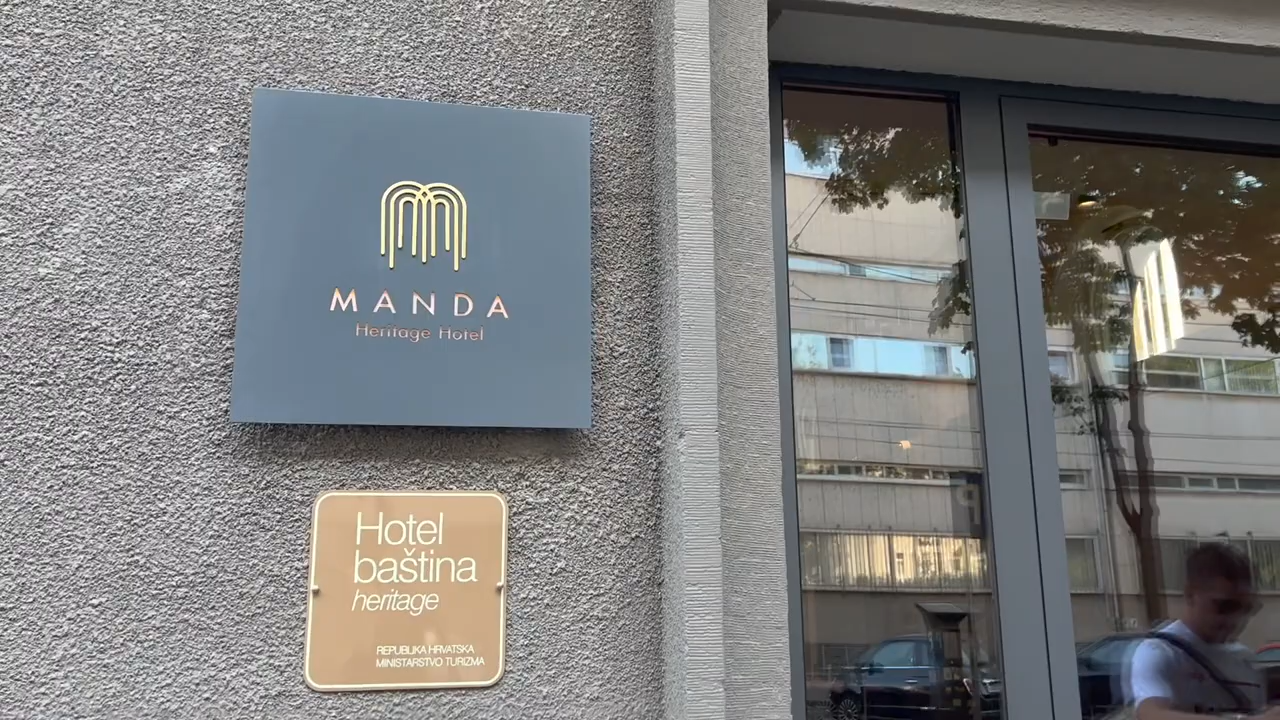 MANDA
Heritage Hotel
Hotel
baština
heritage
REPUBLIKA HRVATSKA
MINISTARSTVO TURIZMA
P